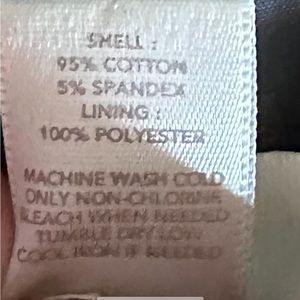 SHELL :
95% COTTON
5% SPANDEX
LINING :
100% POLYESTER
MACHINE WASH COLD
ONLY NON-CHLORINE
BLEACH WHEN NEEDED
TUMBLE DRY LOW
COOL IRON IF NEEDED